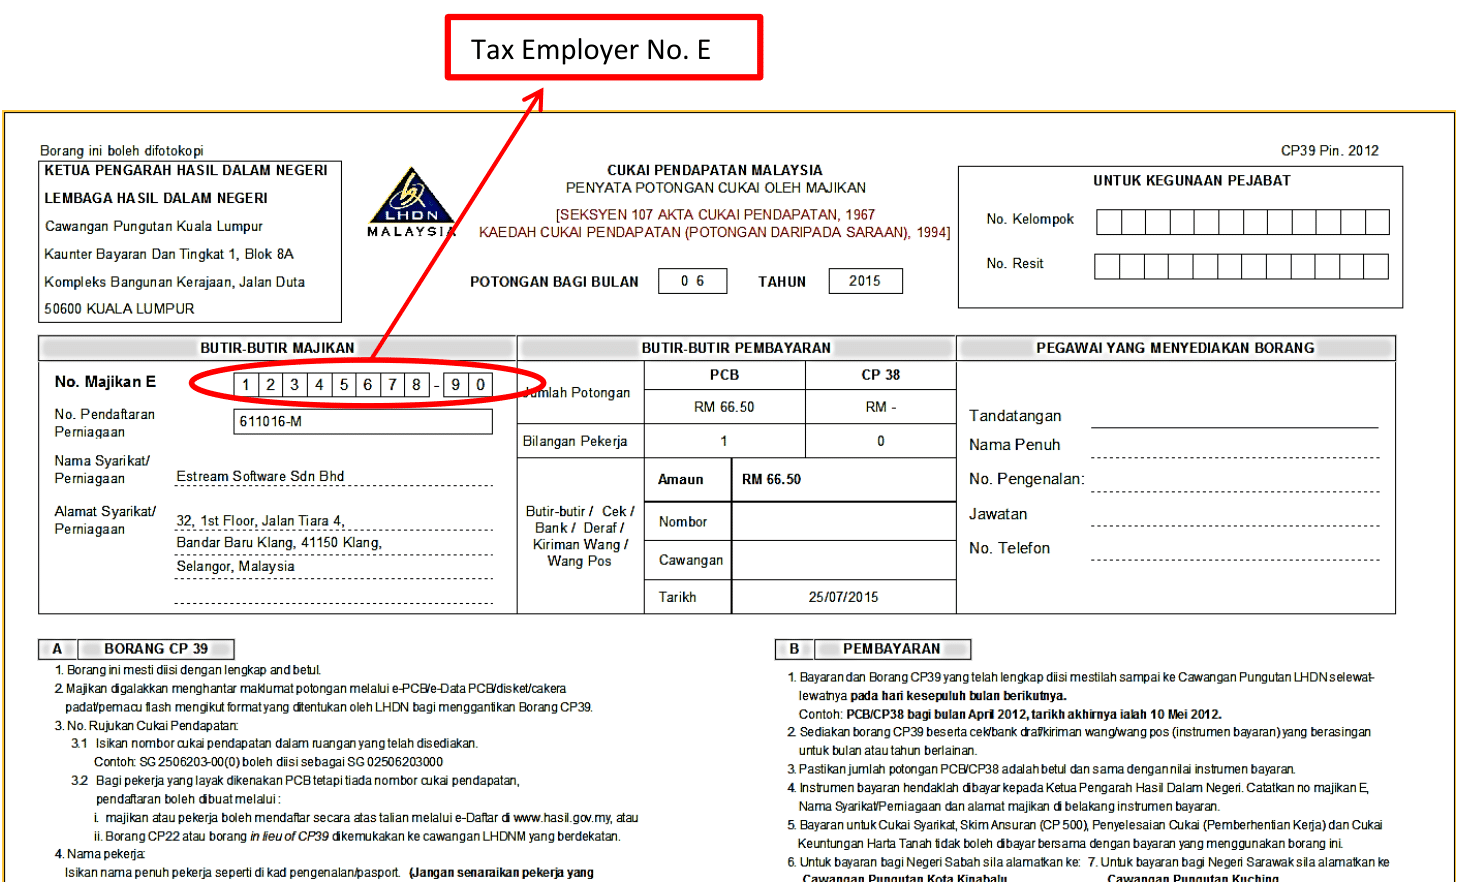 Tax Employer No. E
Borang ini boleh difotokopi
CP39 Pin. 2012
KETUA PENGARAH HASIL DALAM NEGERI
LEMBAGA HASIL DALAM NEGERI
Cawangan Pungutan Kuala Lumpur
Kaunter Bayaran Dan Tingkat 1, Blok 8A
Kompleks Bangunan Kerajaan, Jalan Duta
50600 KUALA LUMPUR
LHDN
MALAYSIA
CUKAI PENDAPATAN MALAYSIA
PENYATA POTONGAN CUKAI OLEH MAJIKAN
[SEKSYEN 107 AKTA CUKAI PENDAPATAN, 1967
KAEDAH CUKAI PENDAPATAN (POTONGAN DARIPADA SARAAN), 1994]
POTONGAN BAGI BULAN 0 6 TAHUN 2015
UNTUK KEGUNAAN PEJABAT
No. Kelompok
No. Resit
BUTIR-BUTIR MAJIKAN
No. Majikan E 1 2 3 4 5 6 7 8 - 9 0
No. Pendaftaran
Perniagaan
611016-M
Nama Syarikat/
Perniagaan
Estream Software Sdn Bhd
Alamat Syarikat/
Perniagaan
32, 1st Floor, Jalan Tiara 4,
Bandar Baru Klang, 41150 Klang,
Selangor, Malaysia
BUTIR-BUTIR PEMBAYARAN
PCB CP 38
Jumlah Potongan
RM 66.50 RM -
Bilangan Pekerja 1 0
Butir-butir / Cek /
Bank / Deraf /
Kiriman Wang /
Wang Pos
Amaun RM 66.50
Nombor
Cawangan
Tarikh 25/07/2015
PEGAWAI YANG MENYEDIAKAN BORANG
Tandatangan
Nama Penuh
No. Pengenalan:
Jawatan
No. Telefon
A BORANG CP 39
1. Borang ini mesti diisi dengan lengkap and betul.
2. Majikan digalakkan menghantar maklumat potongan melalui e-PCB/e-Data PCB/disket/cakera
padat/pemacu flash mengikut format yang ditentukan oleh LHDN bagi menggantikan Borang CP39.
3. No. Rujukan Cukai Pendapatan:
3.1 Isikan nombor cukai pendapatan dalam ruangan yang telah disediakan.
Contoh: SG 2506203-00(0) boleh diisi sebagai SG 02506203000
3.2 Bagi pekerja yang layak dikenakan PCB tetapi tiada nombor cukai pendapatan,
pendaftaran boleh dibuat melalui :
i. majikan atau pekerja boleh mendaftar secara atas talian melalui e-Daftar di www.hasil.gov.my, atau
ii. Borang CP22 atau borang in lieu of CP39 dikemukakan ke cawangan LHDNM yang berdekatan.
4. Nama pekerja:
Isikan nama penuh pekerja seperti di kad pengenalan/pasport. (Jangan senaraikan pekerja yang
B PEMBAYARAN
1. Bayaran dan Borang CP39 yang telah lengkap diisi mestilah sampai ke Cawangan Pungutan LHDN selewat-
lewatnya pada hari kesepuluh bulan berikutnya.
Contoh: PCB/CP38 bagi bulan April 2012, tarikh akhirnya ialah 10 Mei 2012.
2. Sediakan borang CP39 beserta cek/bank draf/kiriman wang/wang pos (instrumen bayaran) yang berasingan
untuk bulan atau tahun berlainan.
3. Pastikan jumlah potongan PCB/CP38 adalah betul dan sama dengan nilai instrumen bayaran.
4. Instrumen bayaran hendaklah dibayar kepada Ketua Pengarah Hasil Dalam Negeri. Catatkan no majikan E,
Nama Syarikat/Perniagaan dan alamat majikan di belakang instrumen bayaran.
5. Bayaran untuk Cukai Syarikat, Skim Ansuran (CP 500), Penyelesaian Cukai (Pemberhentian Kerja) dan Cukai
Keuntungan Harta Tanah tidak boleh dibayar bersama dengan bayaran yang menggunakan borang ini.
6. Untuk bayaran bagi Negeri Sabah sila alamatkan ke: 7. Untuk bayaran bagi Negeri Sarawak sila alamatkan ke
Cawangan Pungutan Kota Kinabalu Cawangan Pungutan Kuching